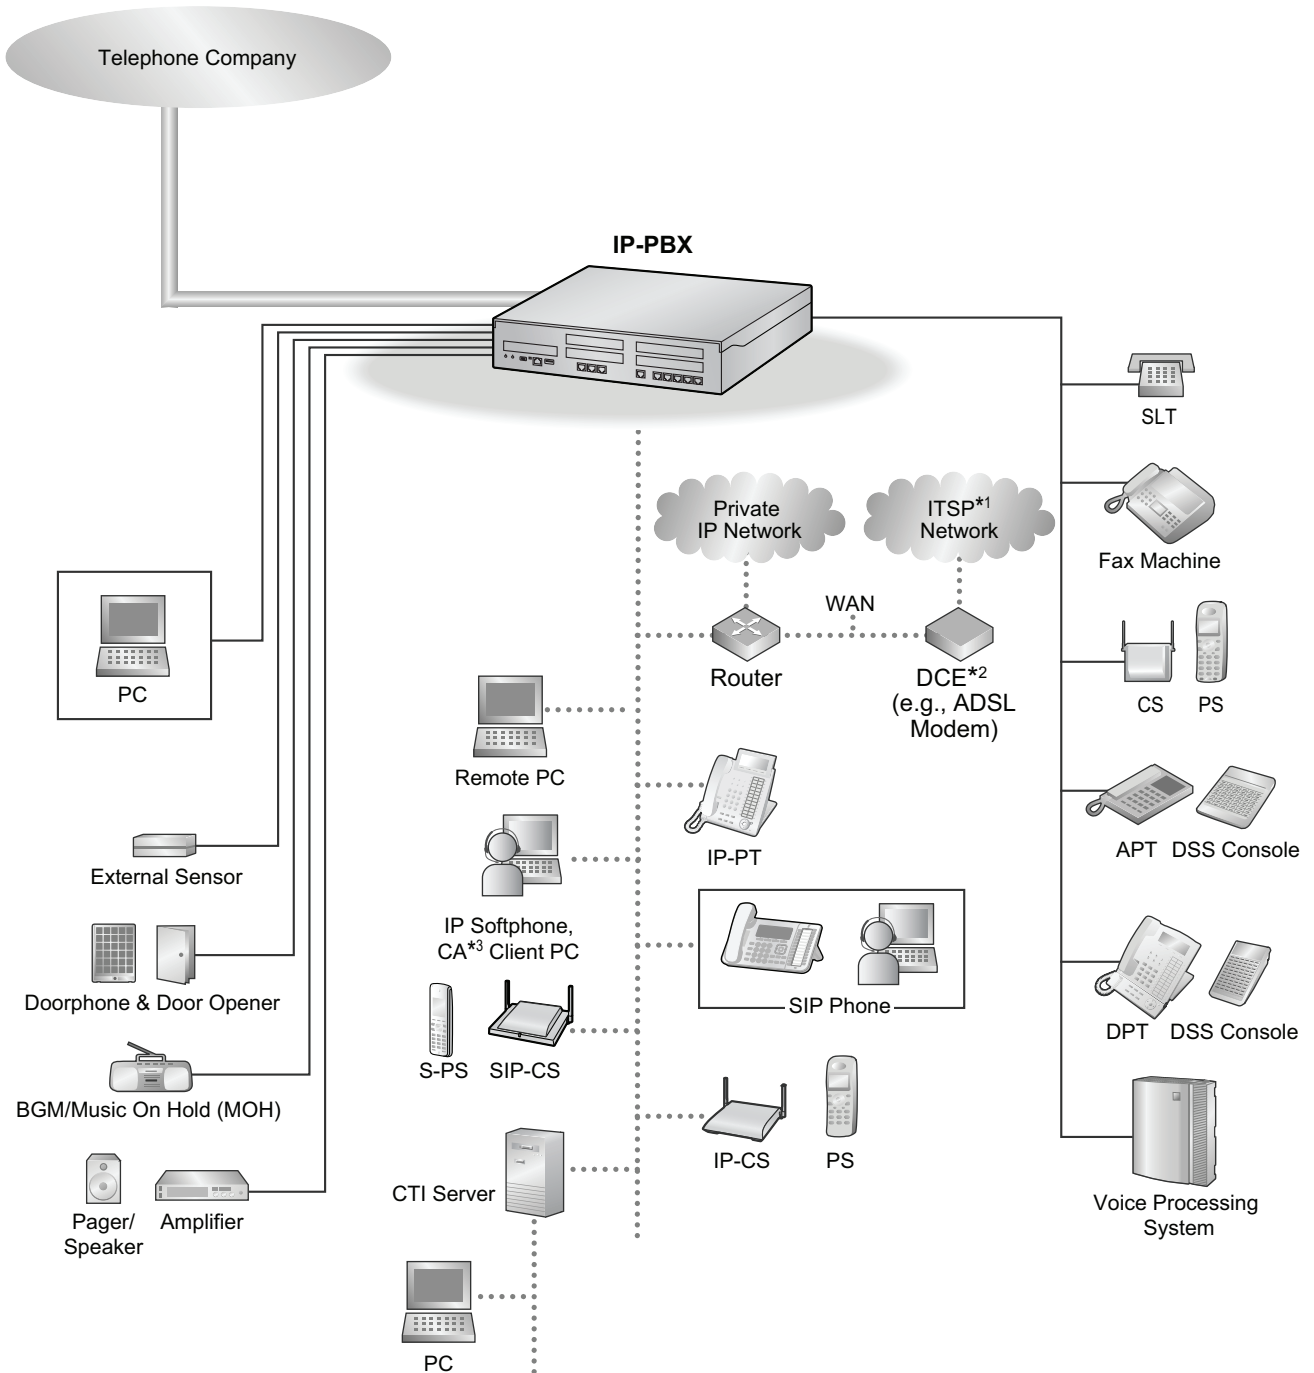 Telephone Company
IP-PBX
SLT
Private
IP Network
ITSP*1
Network
Fax Machine
WAN
PC
Router
DCE*2
(e.g., ADSL
Modem)
CS
PS
Remote PC
IP-PT
APT
DSS Console
External Sensor
IP Softphone,
CA*3 Client PC
Doorphone & Door Opener
SIP Phone
DPT
DSS Console
S-PS
SIP-CS
BGM/Music On Hold (MOH)
IP-CS
PS
CTI Server
Voice Processing
System
Pager/
Speaker
Amplifier
PC